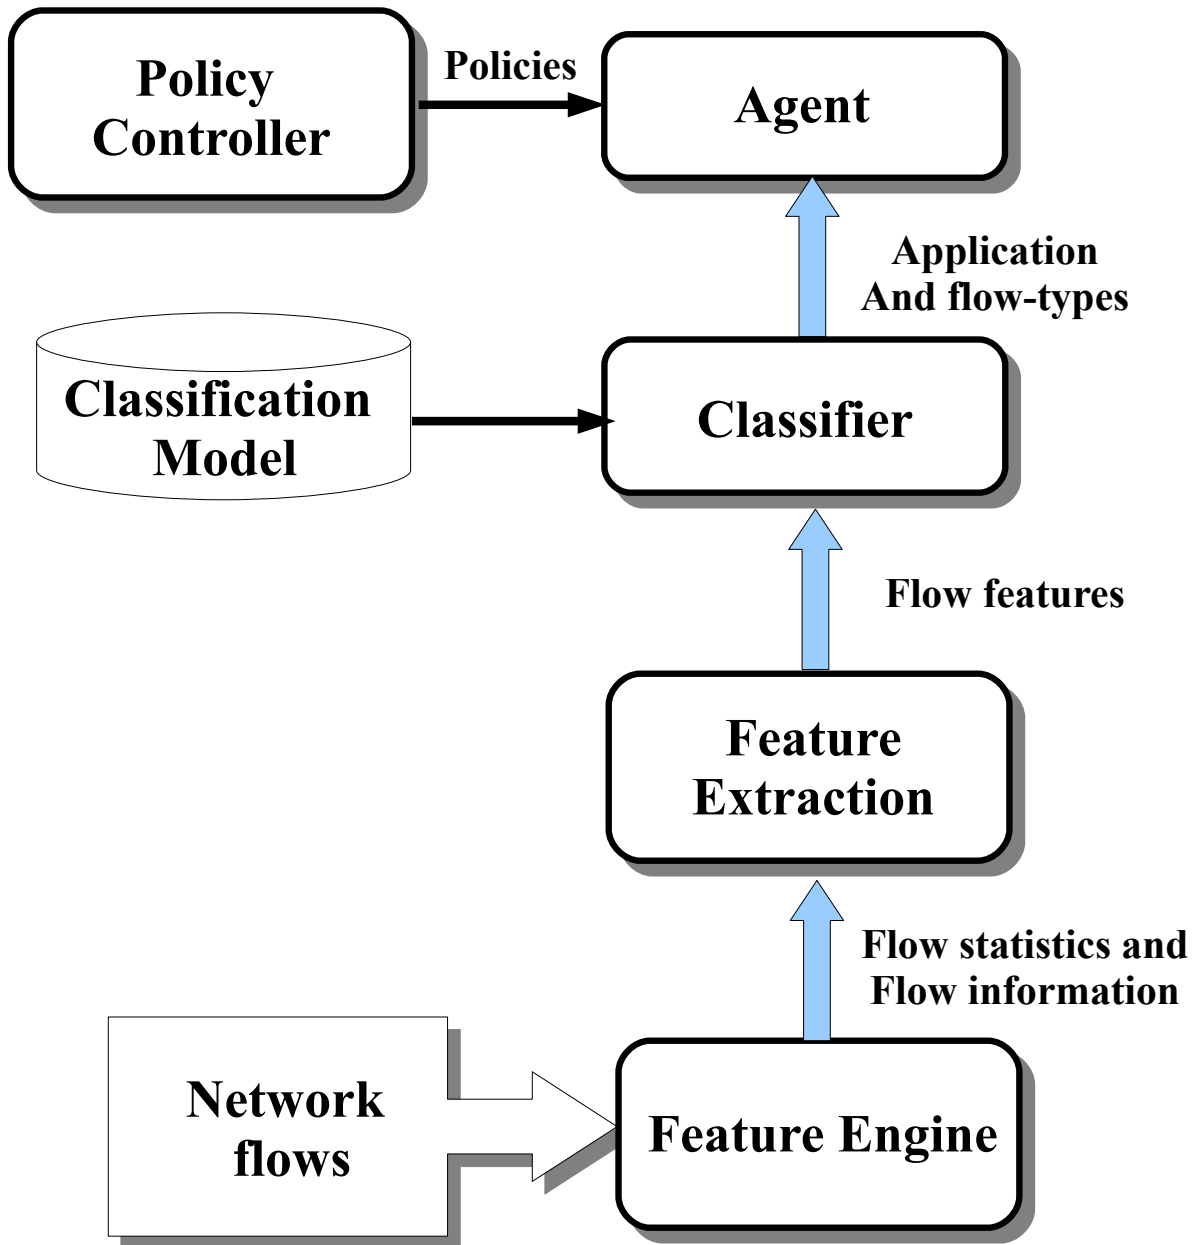 Policy
Controller
Policies
Agent
Application
And flow-types
Classification
Model
Classifier
Flow features
Feature
Extraction
Flow statistics and
Flow information
Network
flows
Feature Engine